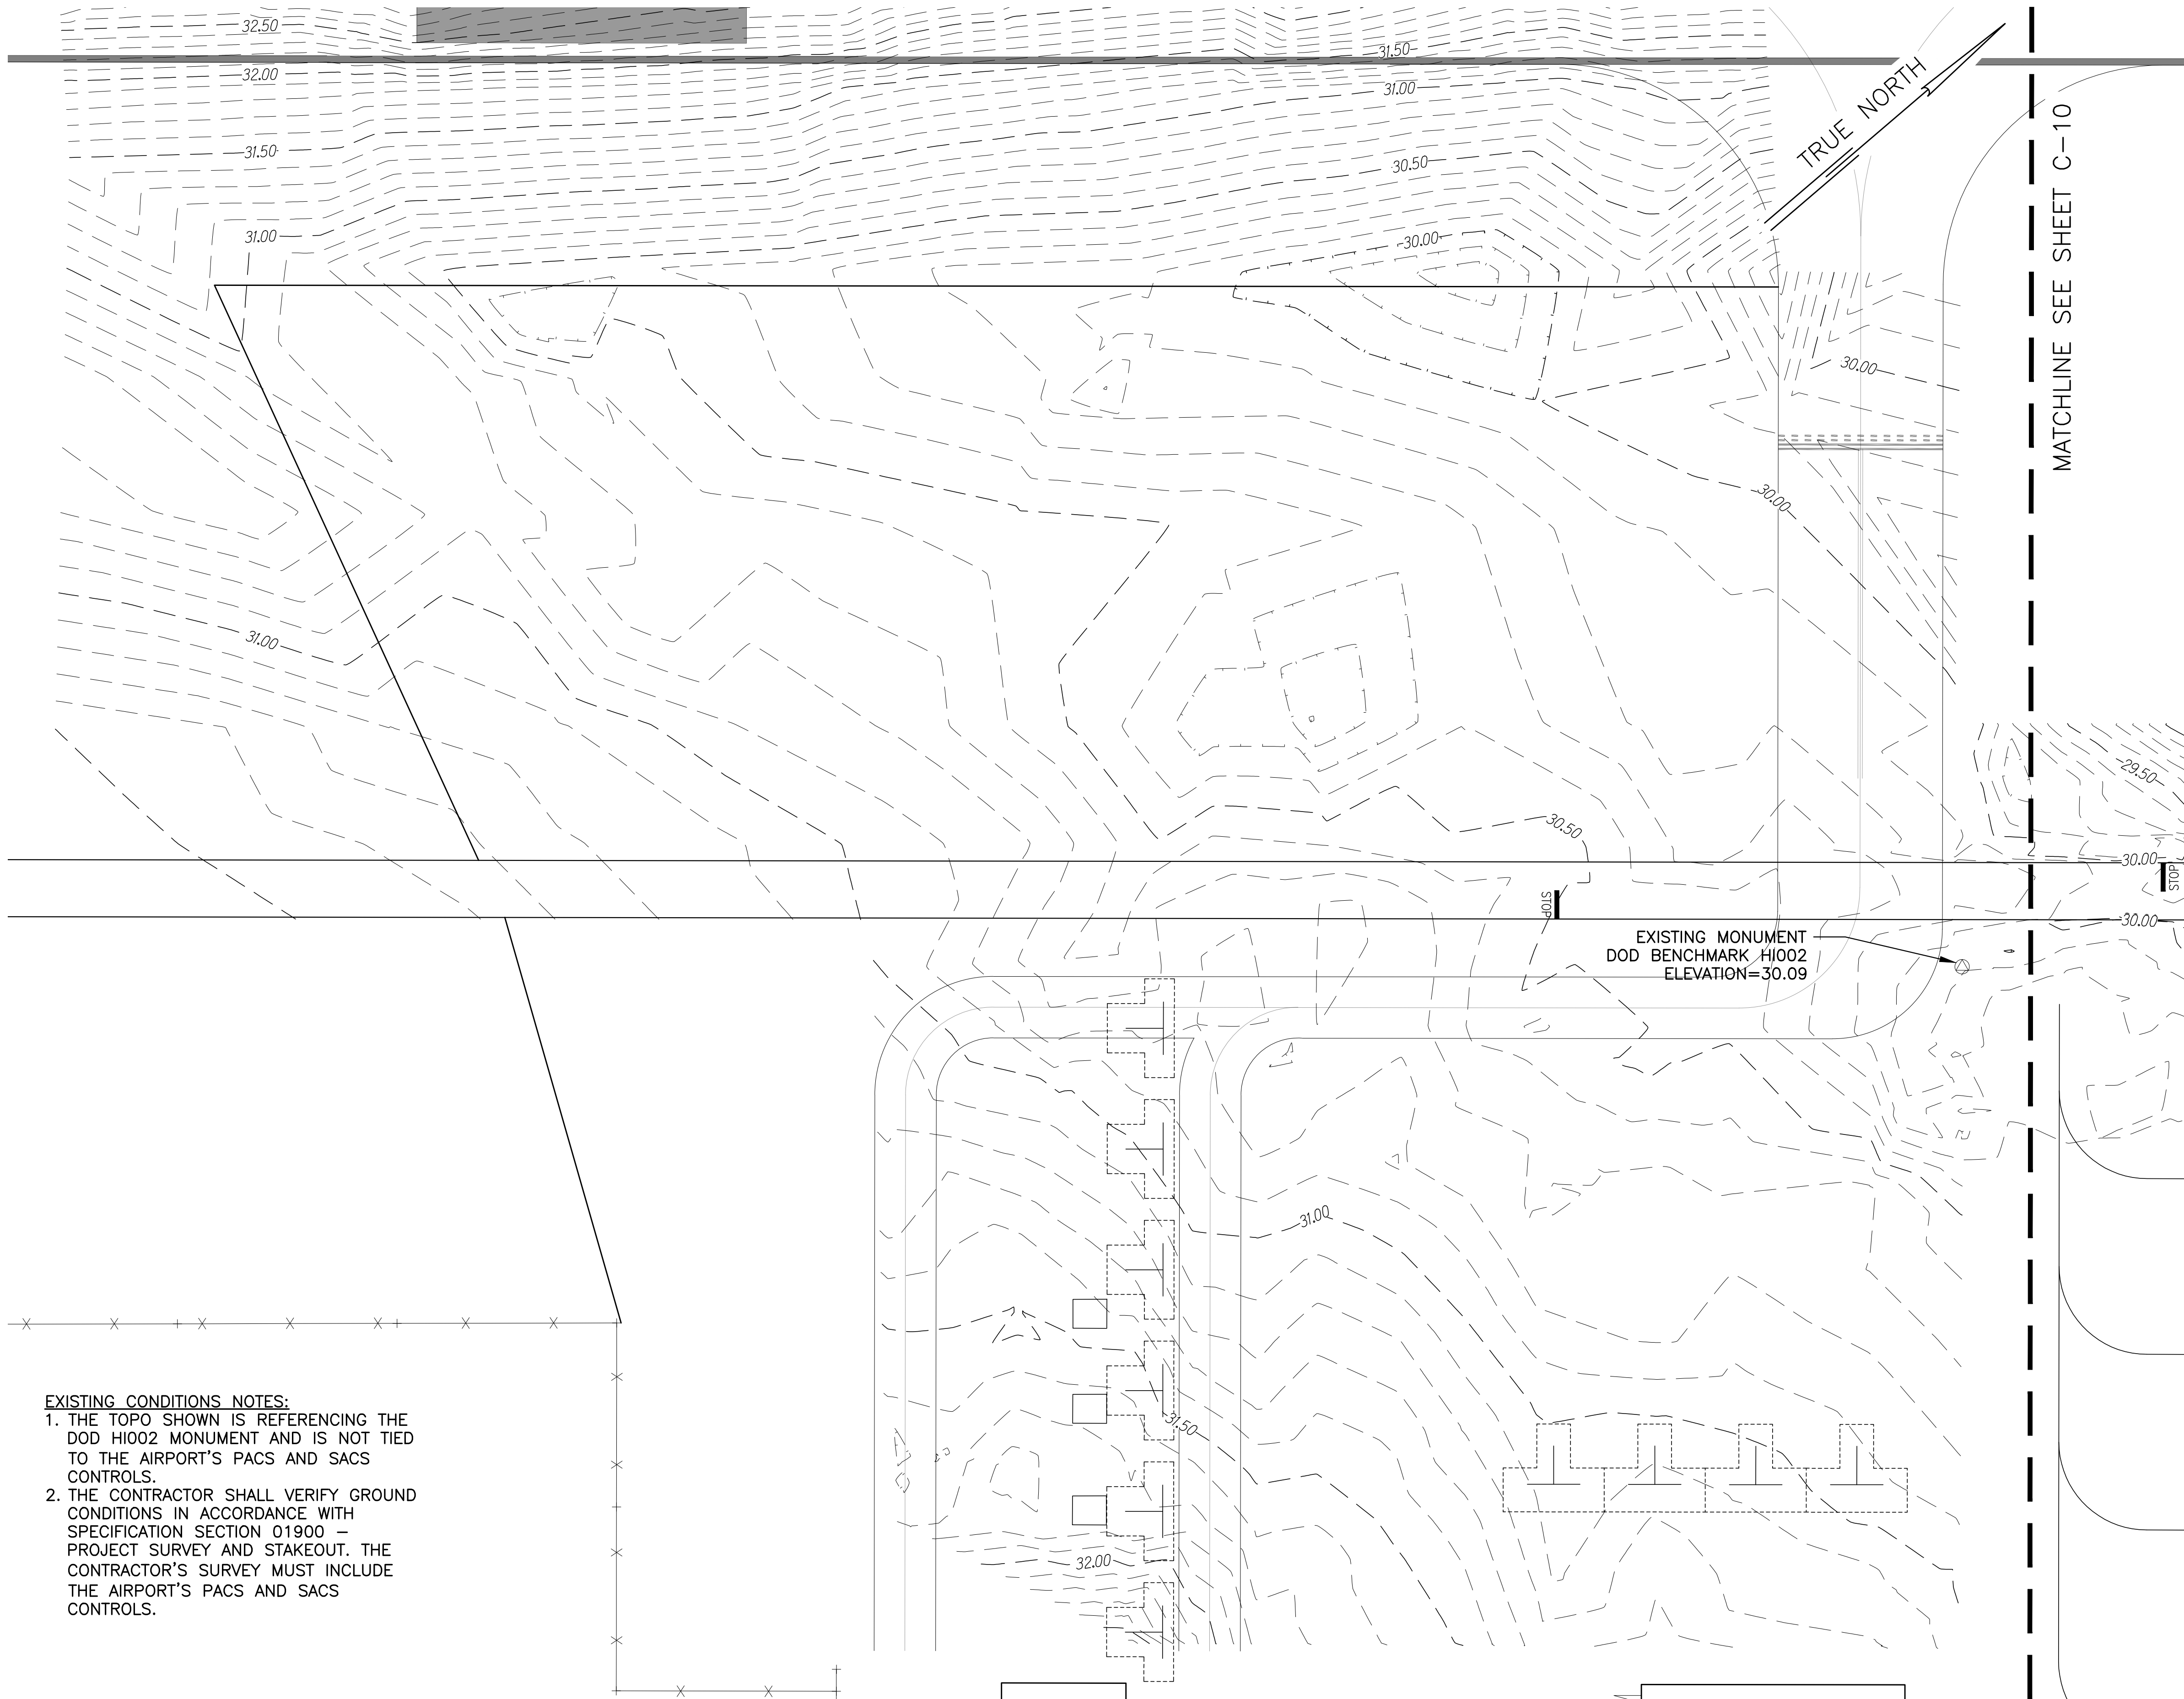 32.50
31.50
32.00
31.00
TRUE NORTH
MATCHLINE SEE SHEET C-10
31.50
30.50
31.00
30.00
30.00
30.00
31.00
29.50
30.50
30.00
STOP
STOP
30.00
EXISTING MONUMENT
DOD BENCHMARK HI002
ELEVATION=30.09
31.00
31.50
32.00
EXISTING CONDITIONS NOTES:
1. THE TOPO SHOWN IS REFERENCING THE
DOD HI002 MONUMENT AND IS NOT TIED
TO THE AIRPORT'S PACS AND SACS
CONTROLS.
2. THE CONTRACTOR SHALL VERIFY GROUND
CONDITIONS IN ACCORDANCE WITH
SPECIFICATION SECTION 01900 –
PROJECT SURVEY AND STAKEOUT. THE
CONTRACTOR'S SURVEY MUST INCLUDE
THE AIRPORT'S PACS AND SACS
CONTROLS.